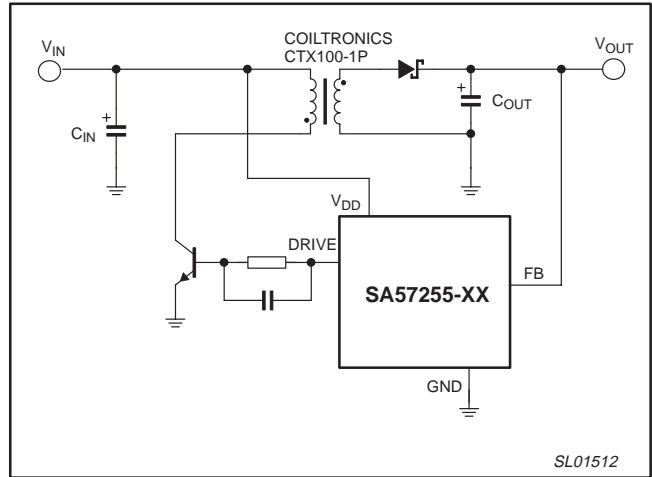 COILTRONICS
CTX100-1P
VIN
VOUT
+
CIN
+
COUT
VDD
DRIVE
SA57255-XX
FB
GND
SL01512